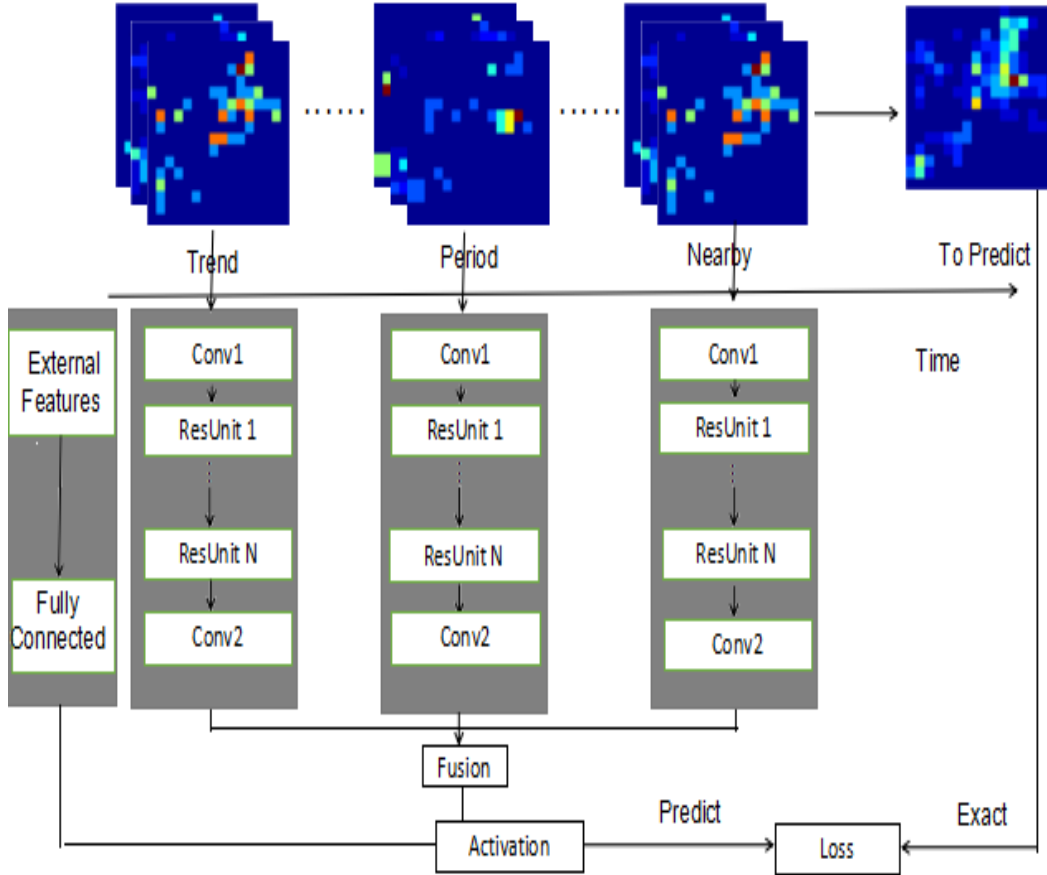 Trend
Period
Nearby
To Predict
Time
External
Features
Fully
Connected
Conv1
ResUnit 1
ResUnit N
Conv2
Conv1
ResUnit 1
ResUnit N
Conv2
Conv1
ResUnit 1
ResUnit N
Conv2
Fusion
Activation
Predict
Loss
Exact